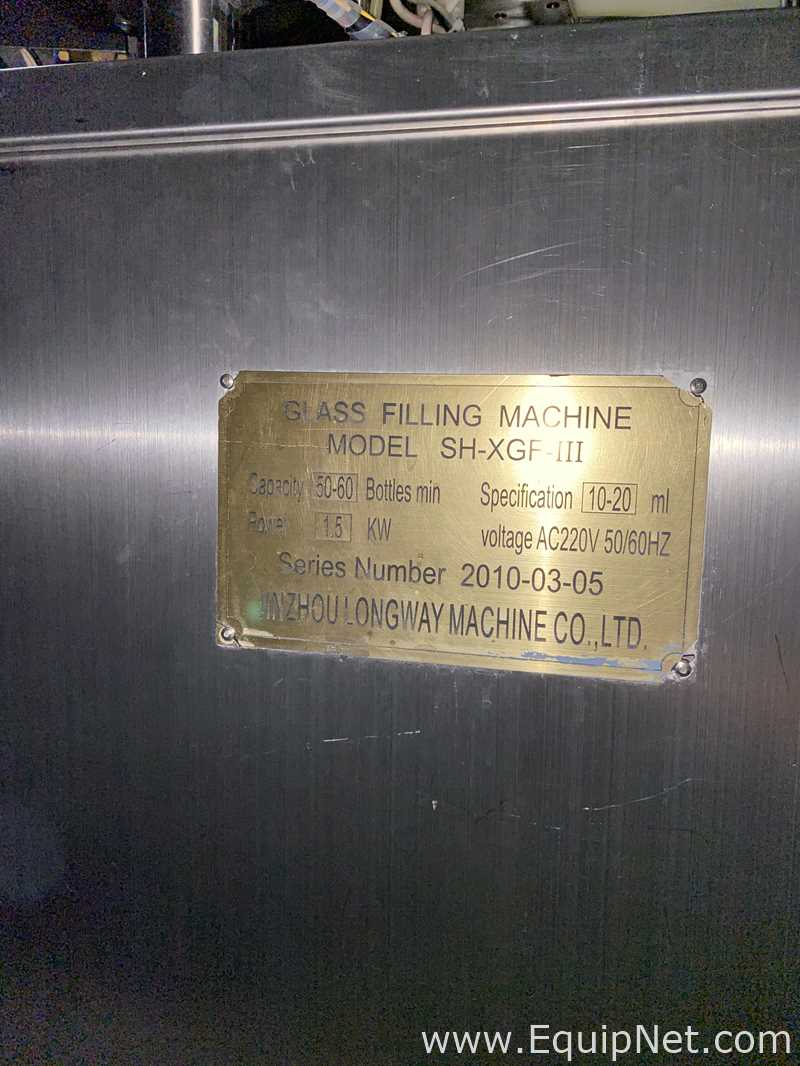 GLASS FILLING MACHINE
MODEL SH-XGF-III
Capacity 50-60 Bottles min Specification 10-20 ml
Power 1.5 KW voltage AC220V 50/60HZ
Series Number 2010-03-05
JINZHOU LONGWAY MACHINE CO.,LTD.
www.EquipNet.com